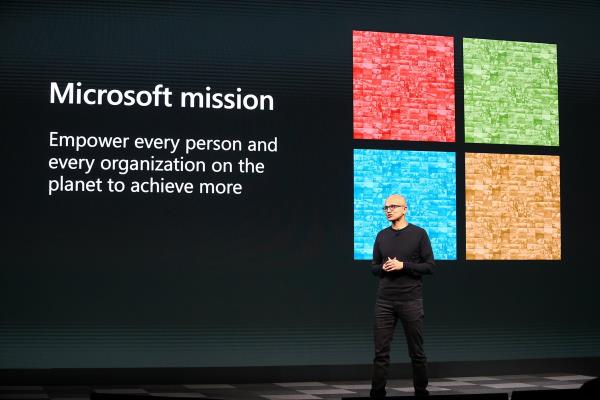 Microsoft mission
Empower every person and
every organization on the
planet to achieve more